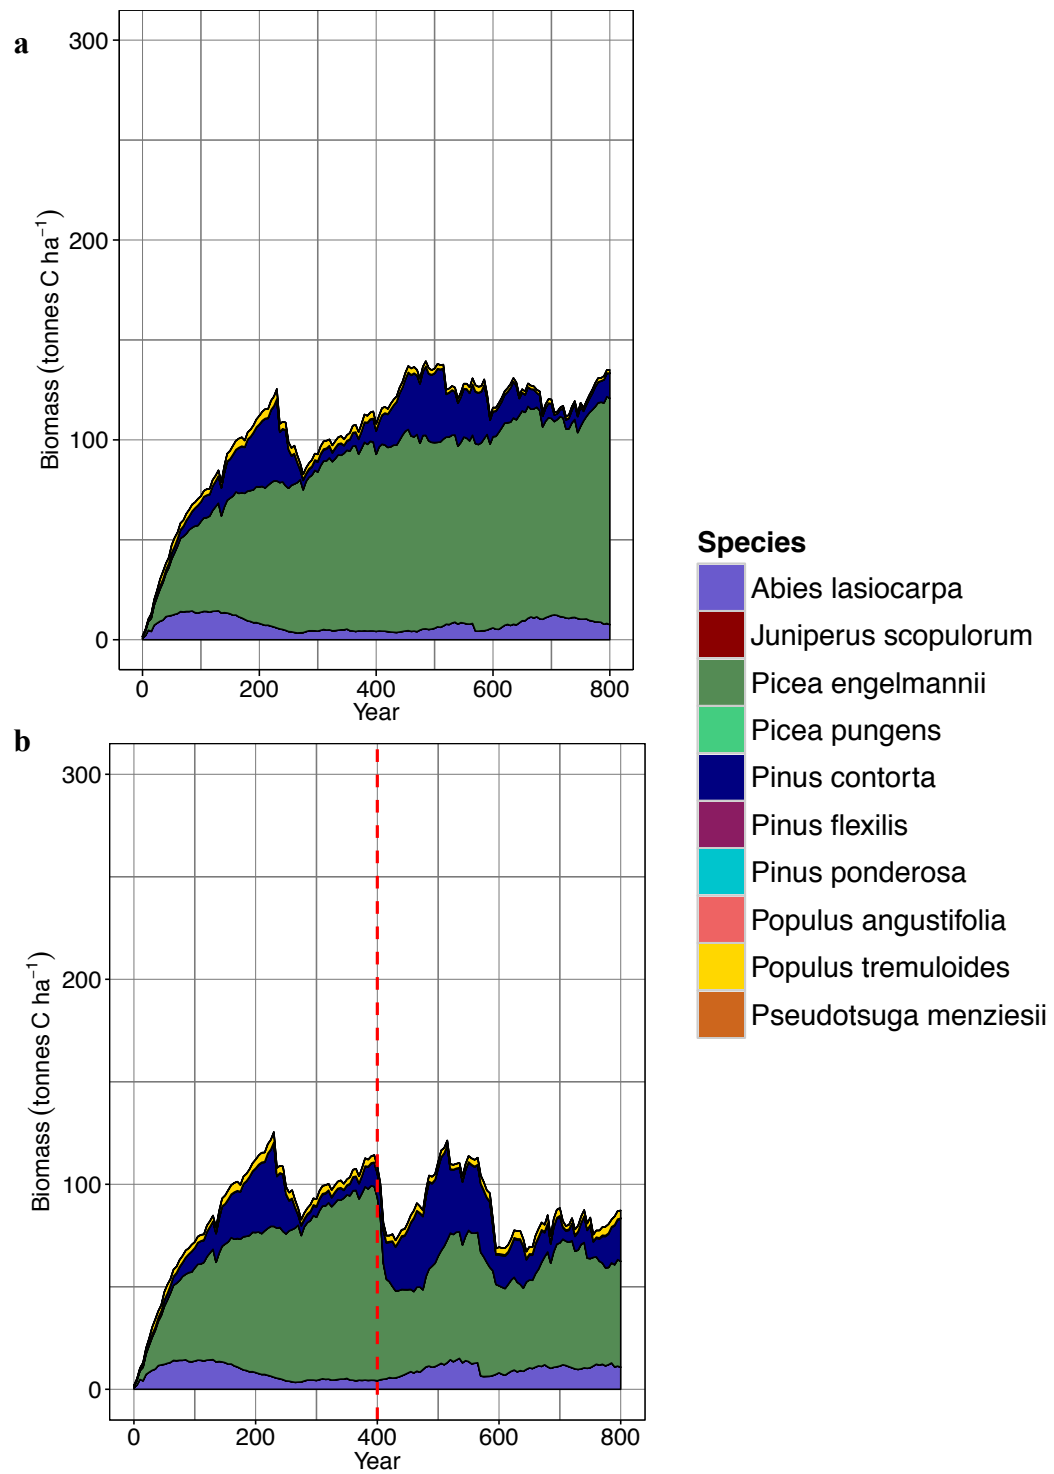 a
300
200
100
0
Biomass (tonnes C ha⁻¹)
0 200 400 600 800
Year
b
300
200
100
0
Biomass (tonnes C ha⁻¹)
0 200 400 600 800
Year
Species
Abies lasiocarpa
Juniperus scopulorum
Picea engelmannii
Picea pungens
Pinus contorta
Pinus flexilis
Pinus ponderosa
Populus angustifolia
Populus tremuloides
Pseudotsuga menziesii